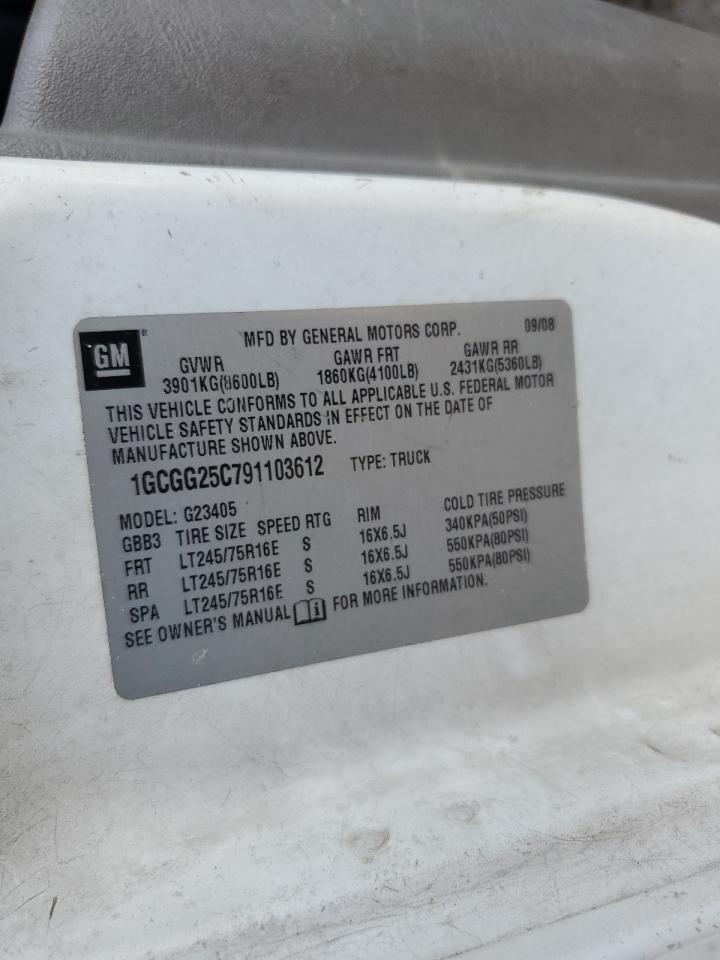 GM ®
MFD BY GENERAL MOTORS CORP. 09/08
GVWR GAWR FRT GAWR RR
3901KG(8600LB) 1860KG(4100LB) 2431KG(5360LB)
THIS VEHICLE CONFORMS TO ALL APPLICABLE U.S. FEDERAL MOTOR
VEHICLE SAFETY STANDARDS IN EFFECT ON THE DATE OF
MANUFACTURE SHOWN ABOVE.
1GCGG25C791103612 TYPE: TRUCK
MODEL: G23405
GBB3 TIRE SIZE SPEED RTG RIM COLD TIRE PRESSURE
FRT LT245/75R16E S 16X6.5J 340KPA(50PSI)
RR LT245/75R16E S 16X6.5J 550KPA(80PSI)
SPA LT245/75R16E S 16X6.5J 550KPA(80PSI)
SEE OWNER'S MANUAL i FOR MORE INFORMATION.